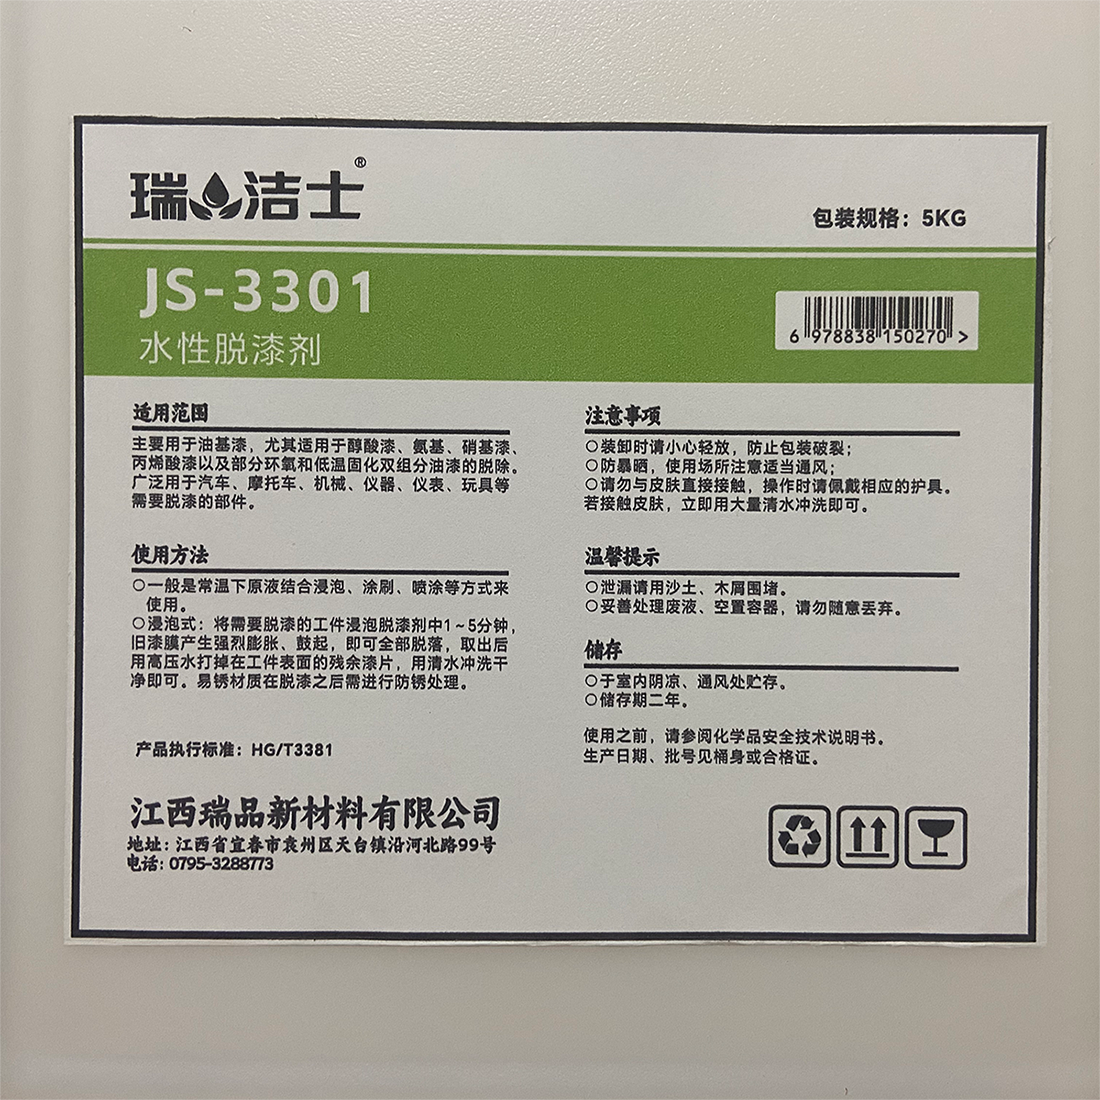 瑞洁士®
包装规格：5KG
JS-3301
水性脱漆剂
6 978838 150270 >
适用范围
主要用于油基漆，尤其适用于醇酸漆、氨基、硝基漆、
丙烯酸漆以及部分环氧和低温固化双组分油漆的脱除。
广泛用于汽车、摩托车、机械、仪器、仪表、玩具等
需要脱漆的部件。
使用方法
○一般是常温下原液结合浸泡、涂刷、喷涂等方式来
使用。
○浸泡式：将需要脱漆的工件浸泡脱漆剂中1~5分钟，
旧漆膜产生强烈膨胀、鼓起，即可全部脱落，取出后
用高压水打掉在工件表面的残余漆片，用清水冲洗干
净即可。易锈材质在脱漆之后需进行防锈处理。
产品执行标准：HG/T3381
江西瑞品新材料有限公司
地址：江西省宜春市袁州区天台镇沿河北路99号
电话：0795-3288773
注意事项
○装卸时请小心轻放，防止包装破裂；
○防暴晒，使用场所注意适当通风；
○请勿与皮肤直接接触，操作时请佩戴相应的护具。
若接触皮肤，立即用大量清水冲洗即可。
温馨提示
○泄漏请用沙土、木屑围堵。
○妥善处理废液、空置容器，请勿随意丢弃。
储存
○于室内阴凉、通风处贮存。
○储存期二年。
使用之前，请参阅化学品安全技术说明书。
生产日期、批号见桶身或合格证。